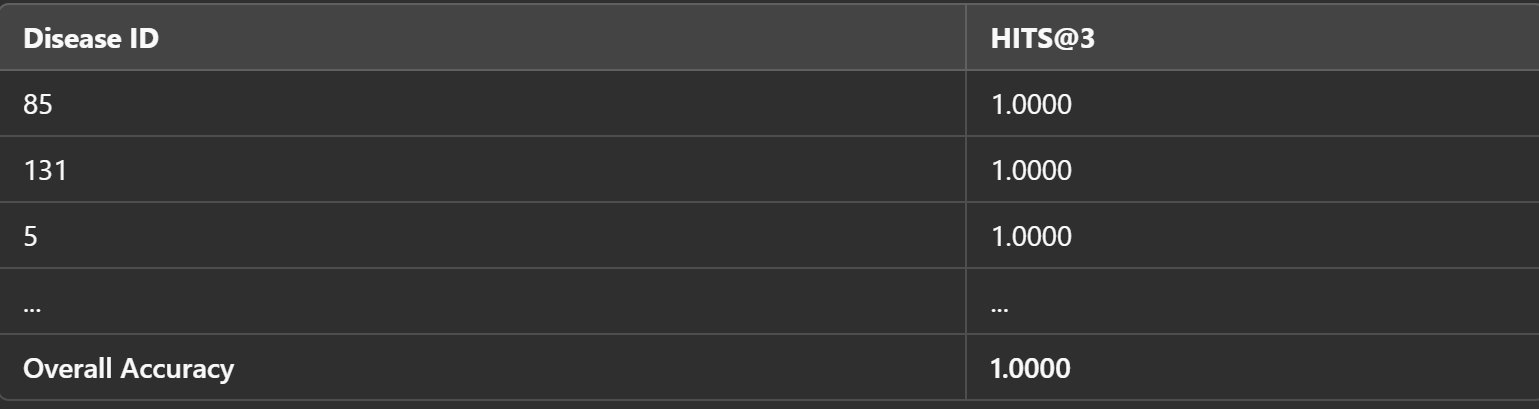 Disease ID HITS@3
85 1.0000
131 1.0000
5 1.0000
... ...
Overall Accuracy 1.0000